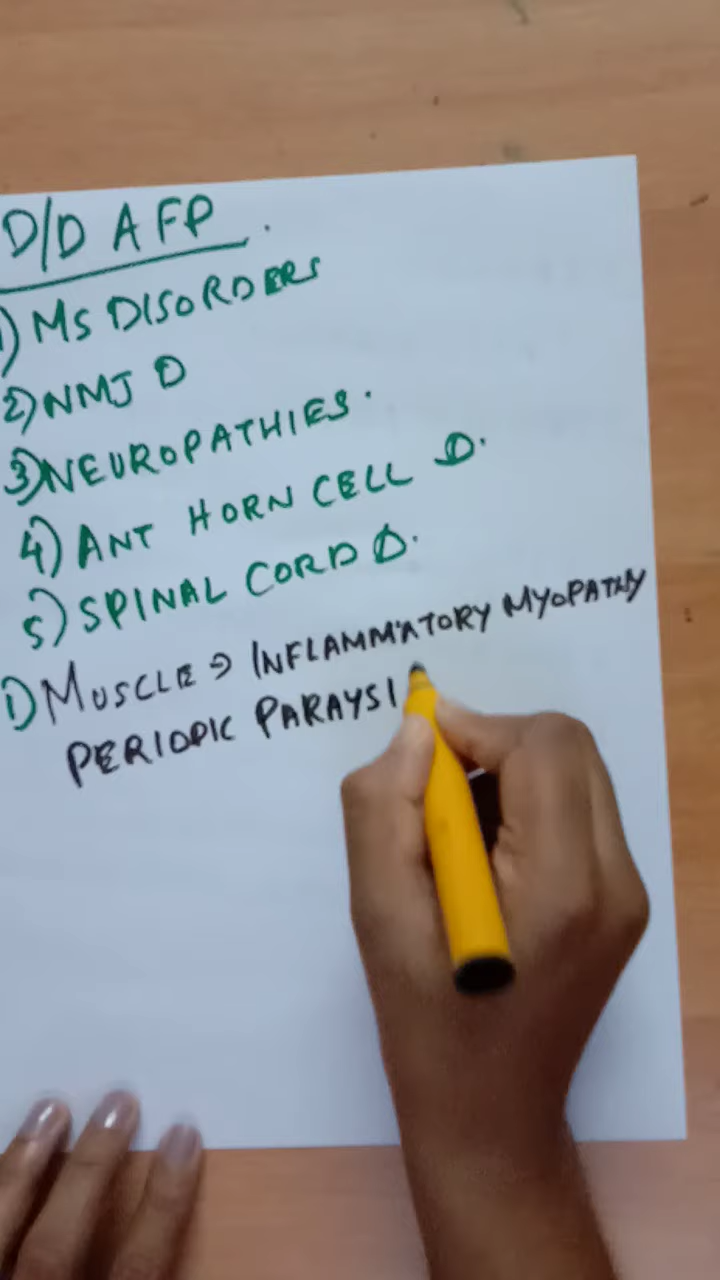 D/D AFP.
1) MS DISORDERS
2) NMJ D
3) NEUROPATHIES.
4) ANT HORN CELL D.
5) SPINAL CORD D.
1) MUSCLE → INFLAMMATORY MYOPATHY
PERIODIC PARAYSI